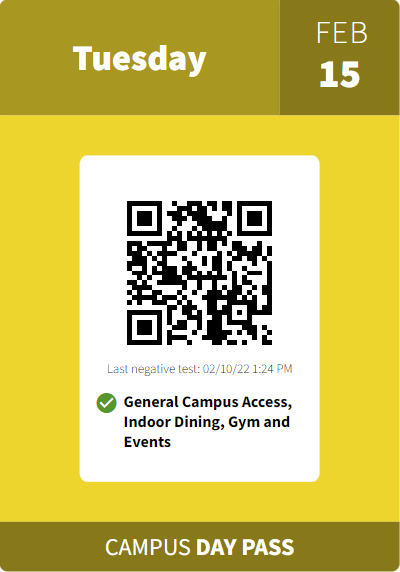 Tuesday
FEB
15
Last negative test: 02/10/22 1:24 PM
General Campus Access,
Indoor Dining, Gym and
Events
CAMPUS DAY PASS